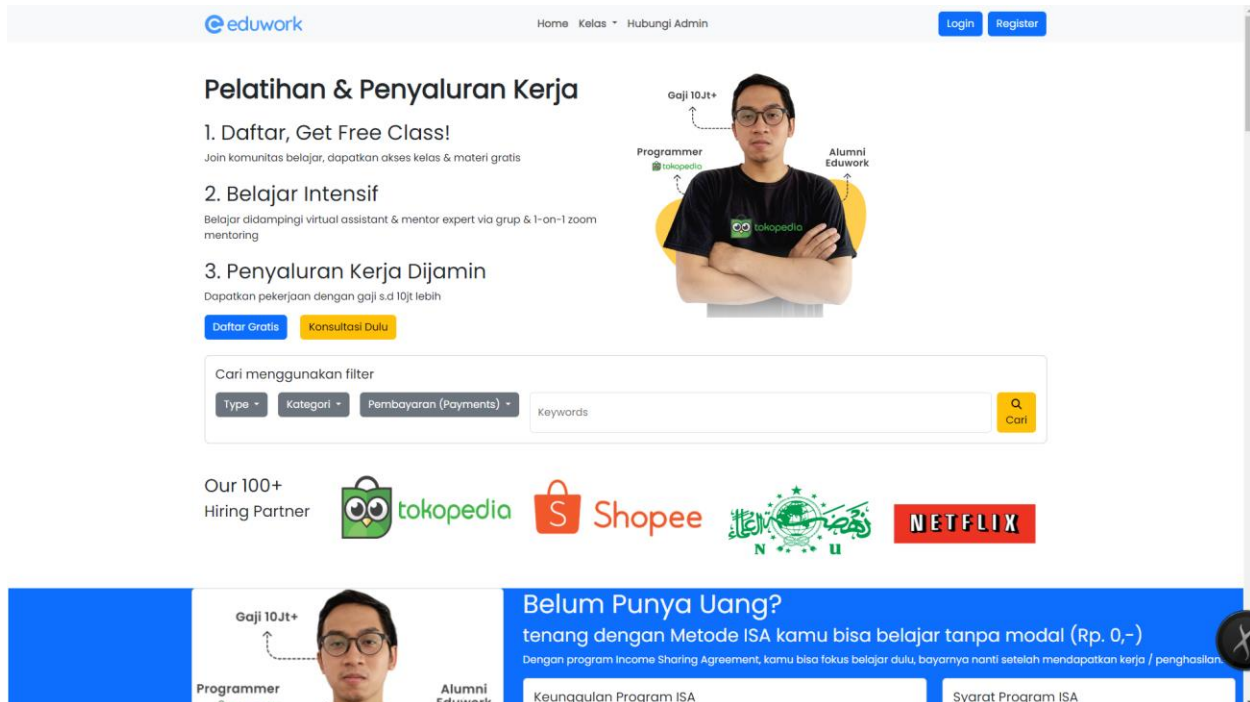 eduwork
Home Kelas Hubungi Admin
Login Register
Pelatihan & Penyaluran Kerja
1. Daftar, Get Free Class!
Join komunitas belajar, dapatkan akses kelas & materi gratis
2. Belajar Intensif
Belajar didampingi virtual assistant & mentor expert via grup & 1-on-1 zoom
mentoring
3. Penyaluran Kerja Dijamin
Dapatkan pekerjaan dengan gaji s.d 10jt lebih
Daftar Gratis Konsultasi Dulu
Gaji 10Jt+
Programmer
tokopedia
Alumni
Eduwork
tokopedia
Cari menggunakan filter
Type Kategori Pembayaran (Payments) Keywords Cari
Our 100+
Hiring Partner
tokopedia
S Shopee
N U
NETFLIX
Gaji 10Jt+
Programmer
Alumni
Eduwork
Belum Punya Uang?
tenang dengan Metode ISA kamu bisa belajar tanpa modal (Rp. 0,-)
Dengan program Income Sharing Agreement, kamu bisa fokus belajar dulu, bayarnya nanti setelah mendapatkan kerja / penghasilan.
Keunggulan Program ISA
Syarat Program ISA